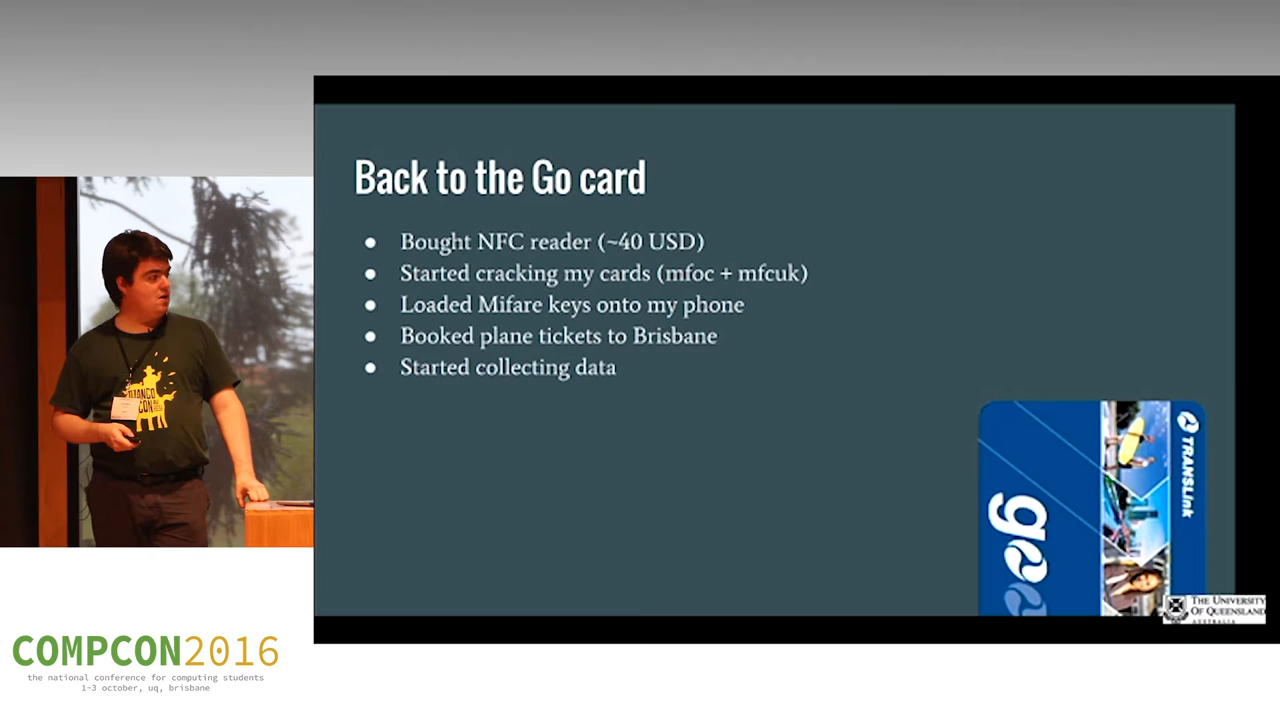 Back to the Go card
● Bought NFC reader (~40 USD)
● Started cracking my cards (mfoc + mfcuk)
● Loaded Mifare keys onto my phone
● Booked plane tickets to Brisbane
● Started collecting data
DJANGO
CON
TRANSLink
go
THE UNIVERSITY
OF QUEENSLAND
AUSTRALIA
COMPCON2016
the national conference for computing students
1-3 october, uq, brisbane